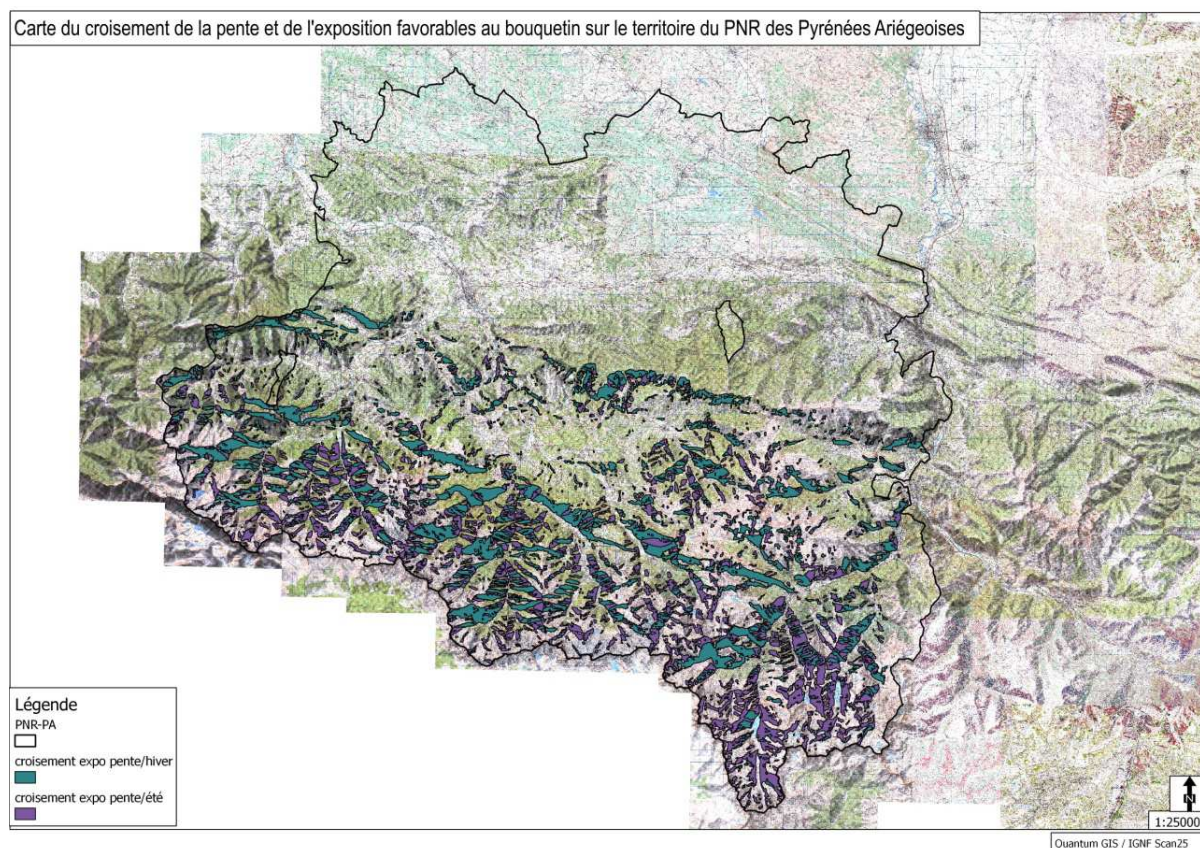 Carte du croisement de la pente et de l'exposition favorables au bouquetin sur le territoire du PNR des Pyrénées Ariégeoises
Légende
PNR-PA
croisement expo pente/hiver
croisement expo pente/été
N
1:25000
Quantum GIS / IGNF Scan25